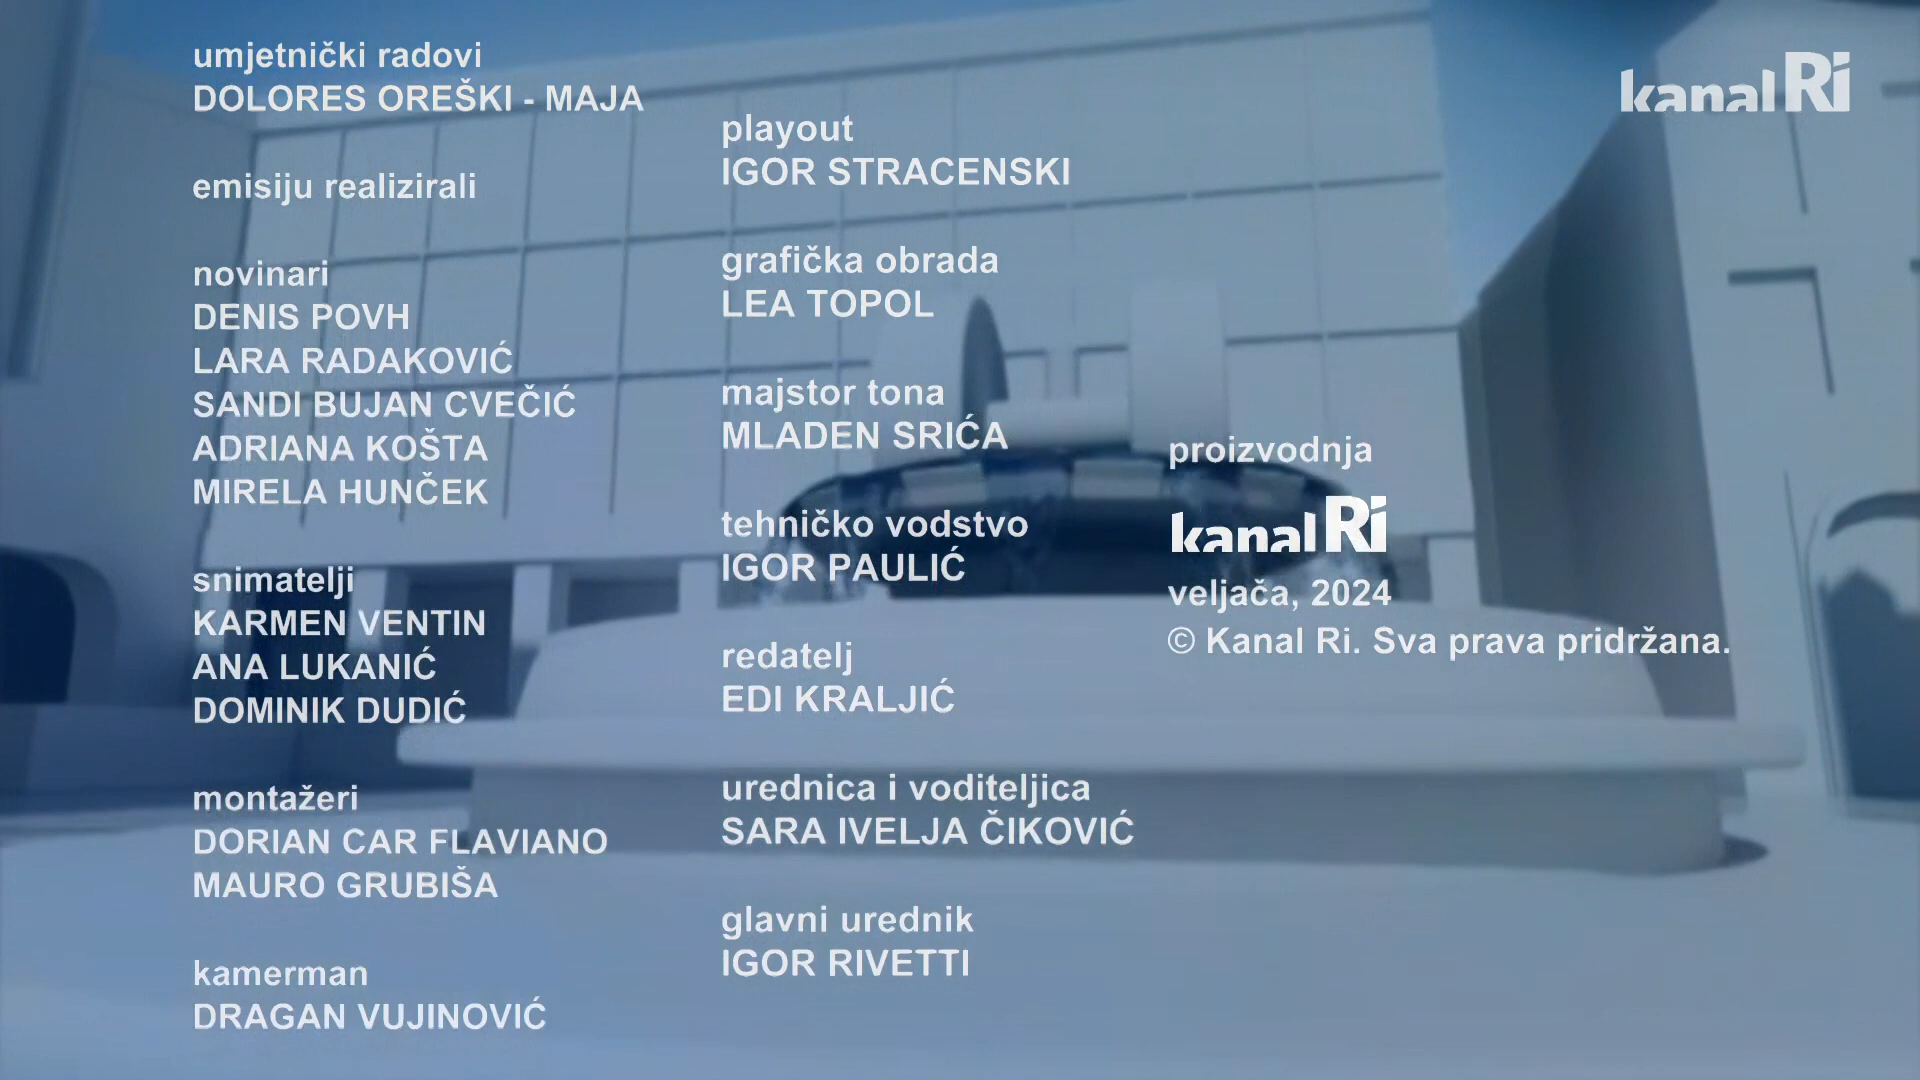 umjetnički radovi
DOLORES OREŠKI - MAJA
emisiju realizirali
novinari
DENIS POVH
LARA RADAKOVIĆ
SANDI BUJAN CVEČIĆ
ADRIANA KOŠTA
MIRELA HUNČEK
snimatelji
KARMEN VENTIN
ANA LUKANIĆ
DOMINIK DUDIĆ
montažeri
DORIAN CAR FLAVIANO
MAURO GRUBIŠA
kamerman
DRAGAN VUJINOVIĆ
playout
IGOR STRACENSKI
grafička obrada
LEA TOPOL
majstor tona
MLADEN SRIĆA
tehničko vodstvo
IGOR PAULIĆ
redatelj
EDI KRALJIĆ
urednica i voditeljica
SARA IVELJA ČIKOVIĆ
glavni urednik
IGOR RIVETTI
kanal Ri
proizvodnja
kanal Ri
veljača, 2024
© Kanal Ri. Sva prava pridržana.